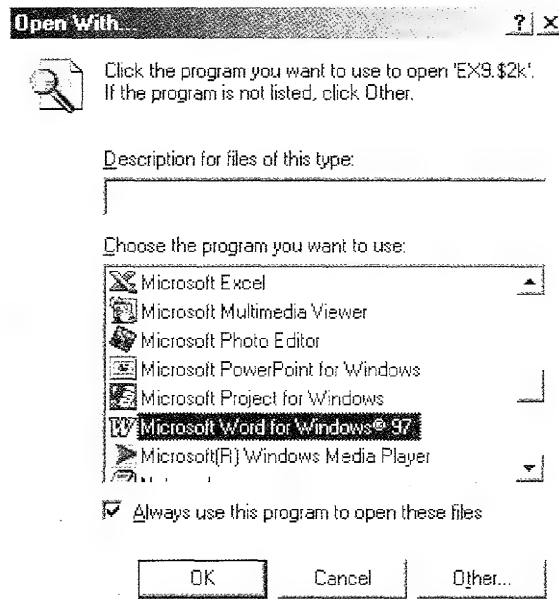 Open With...
Click the program you want to use to open 'EX9.$2k'.
If the program is not listed, click Other.
Description for files of this type:
Choose the program you want to use:
Microsoft Excel
Microsoft Multimedia Viewer
Microsoft Photo Editor
Microsoft PowerPoint for Windows
Microsoft Project for Windows
Microsoft Word for Windows® 97
Microsoft(R) Windows Media Player
Always use this program to open these files
OK Cancel Other...